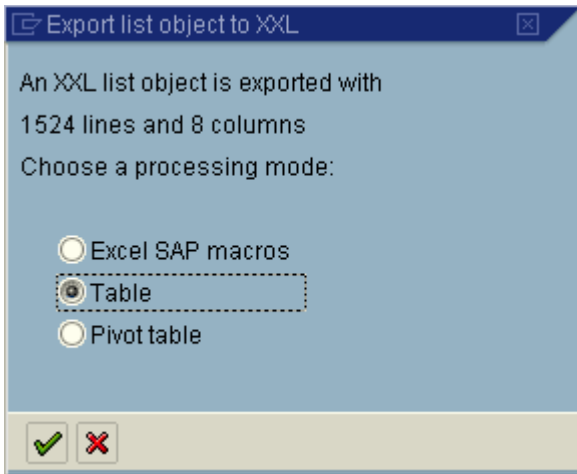 Export list object to XXL
An XXL list object is exported with
1524 lines and 8 columns
Choose a processing mode:
Excel SAP macros
Table
Pivot table